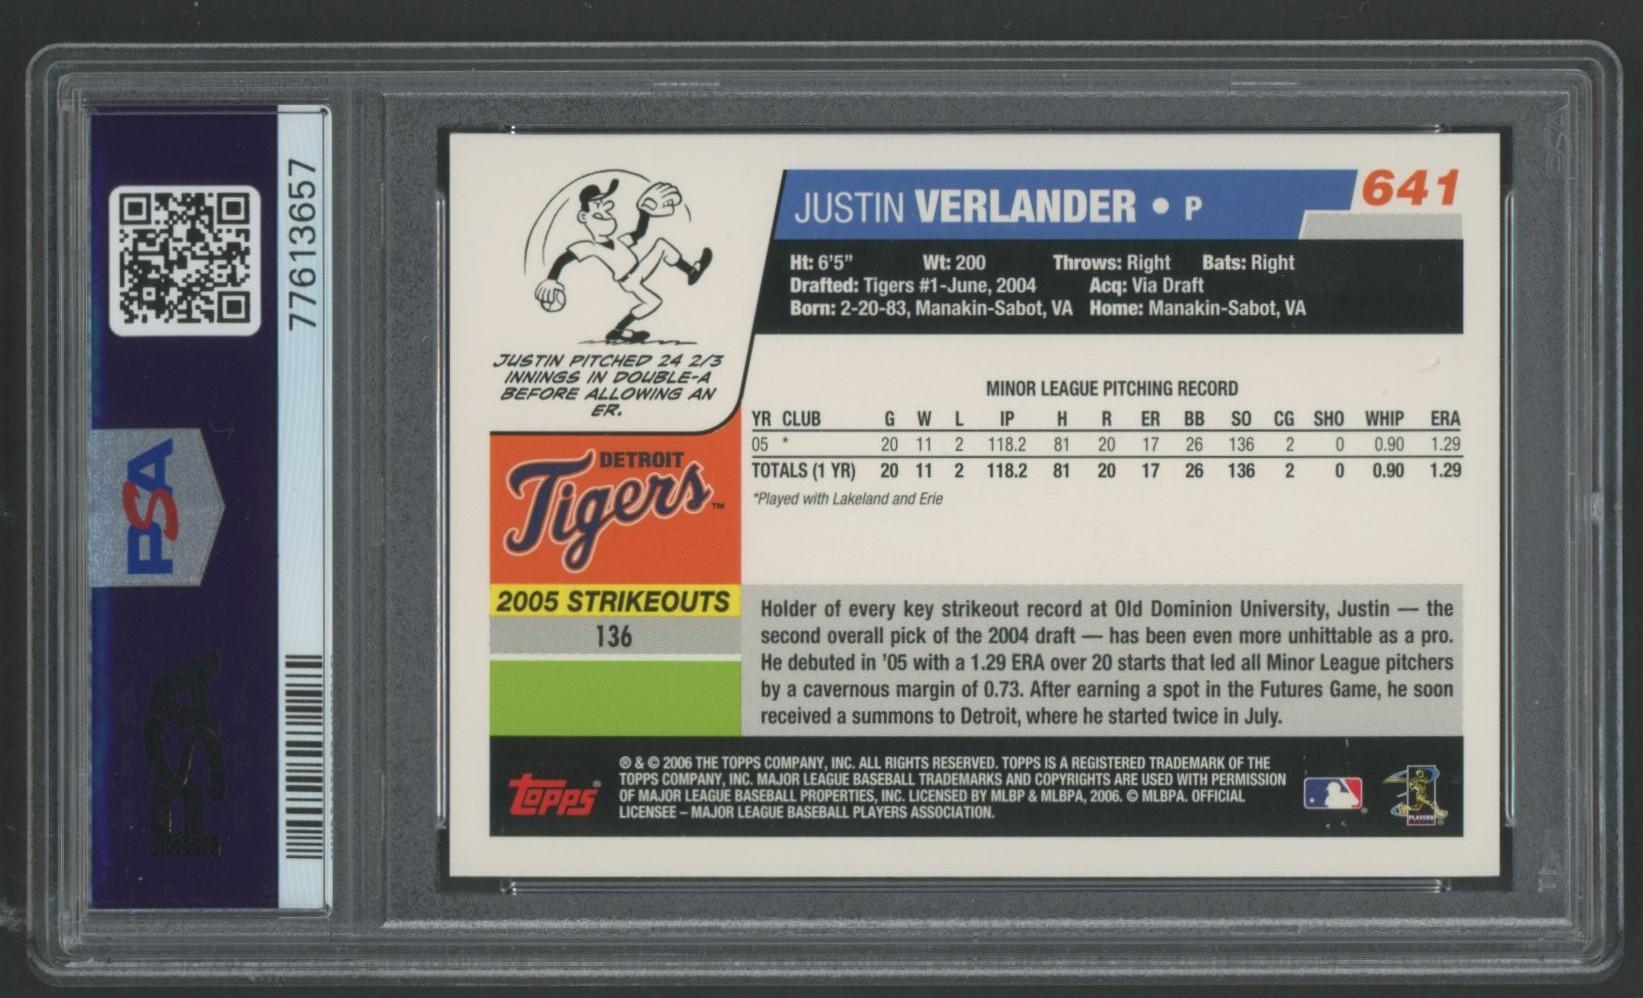 77613657
PSA
PSA
JUSTIN VERLANDER • P
641
Ht: 6'5" Wt: 200 Throws: Right Bats: Right
Drafted: Tigers #1-June, 2004 Acq: Via Draft
Born: 2-20-83, Manakin-Sabot, VA Home: Manakin-Sabot, VA
JUSTIN PITCHED 24 2/3
INNINGS IN DOUBLE-A
BEFORE ALLOWING AN
ER.
MINOR LEAGUE PITCHING RECORD
YR CLUB G W L IP H R ER BB SO CG SHO WHIP ERA
05 * 20 11 2 118.2 81 20 17 26 136 2 0 0.90 1.29
TOTALS (1 YR) 20 11 2 118.2 81 20 17 26 136 2 0 0.90 1.29
*Played with Lakeland and Erie
DETROIT
Tigers™
2005 STRIKEOUTS
136
Holder of every key strikeout record at Old Dominion University, Justin — the
second overall pick of the 2004 draft — has been even more unhittable as a pro.
He debuted in '05 with a 1.29 ERA over 20 starts that led all Minor League pitchers
by a cavernous margin of 0.73. After earning a spot in the Futures Game, he soon
received a summons to Detroit, where he started twice in July.
Topps®
® & © 2006 THE TOPPS COMPANY, INC. ALL RIGHTS RESERVED. TOPPS IS A REGISTERED TRADEMARK OF THE
TOPPS COMPANY, INC. MAJOR LEAGUE BASEBALL TRADEMARKS AND COPYRIGHTS ARE USED WITH PERMISSION
OF MAJOR LEAGUE BASEBALL PROPERTIES, INC. LICENSED BY MLBP & MLBPA, 2006. © MLBPA. OFFICIAL
LICENSEE – MAJOR LEAGUE BASEBALL PLAYERS ASSOCIATION.
PLAYERS